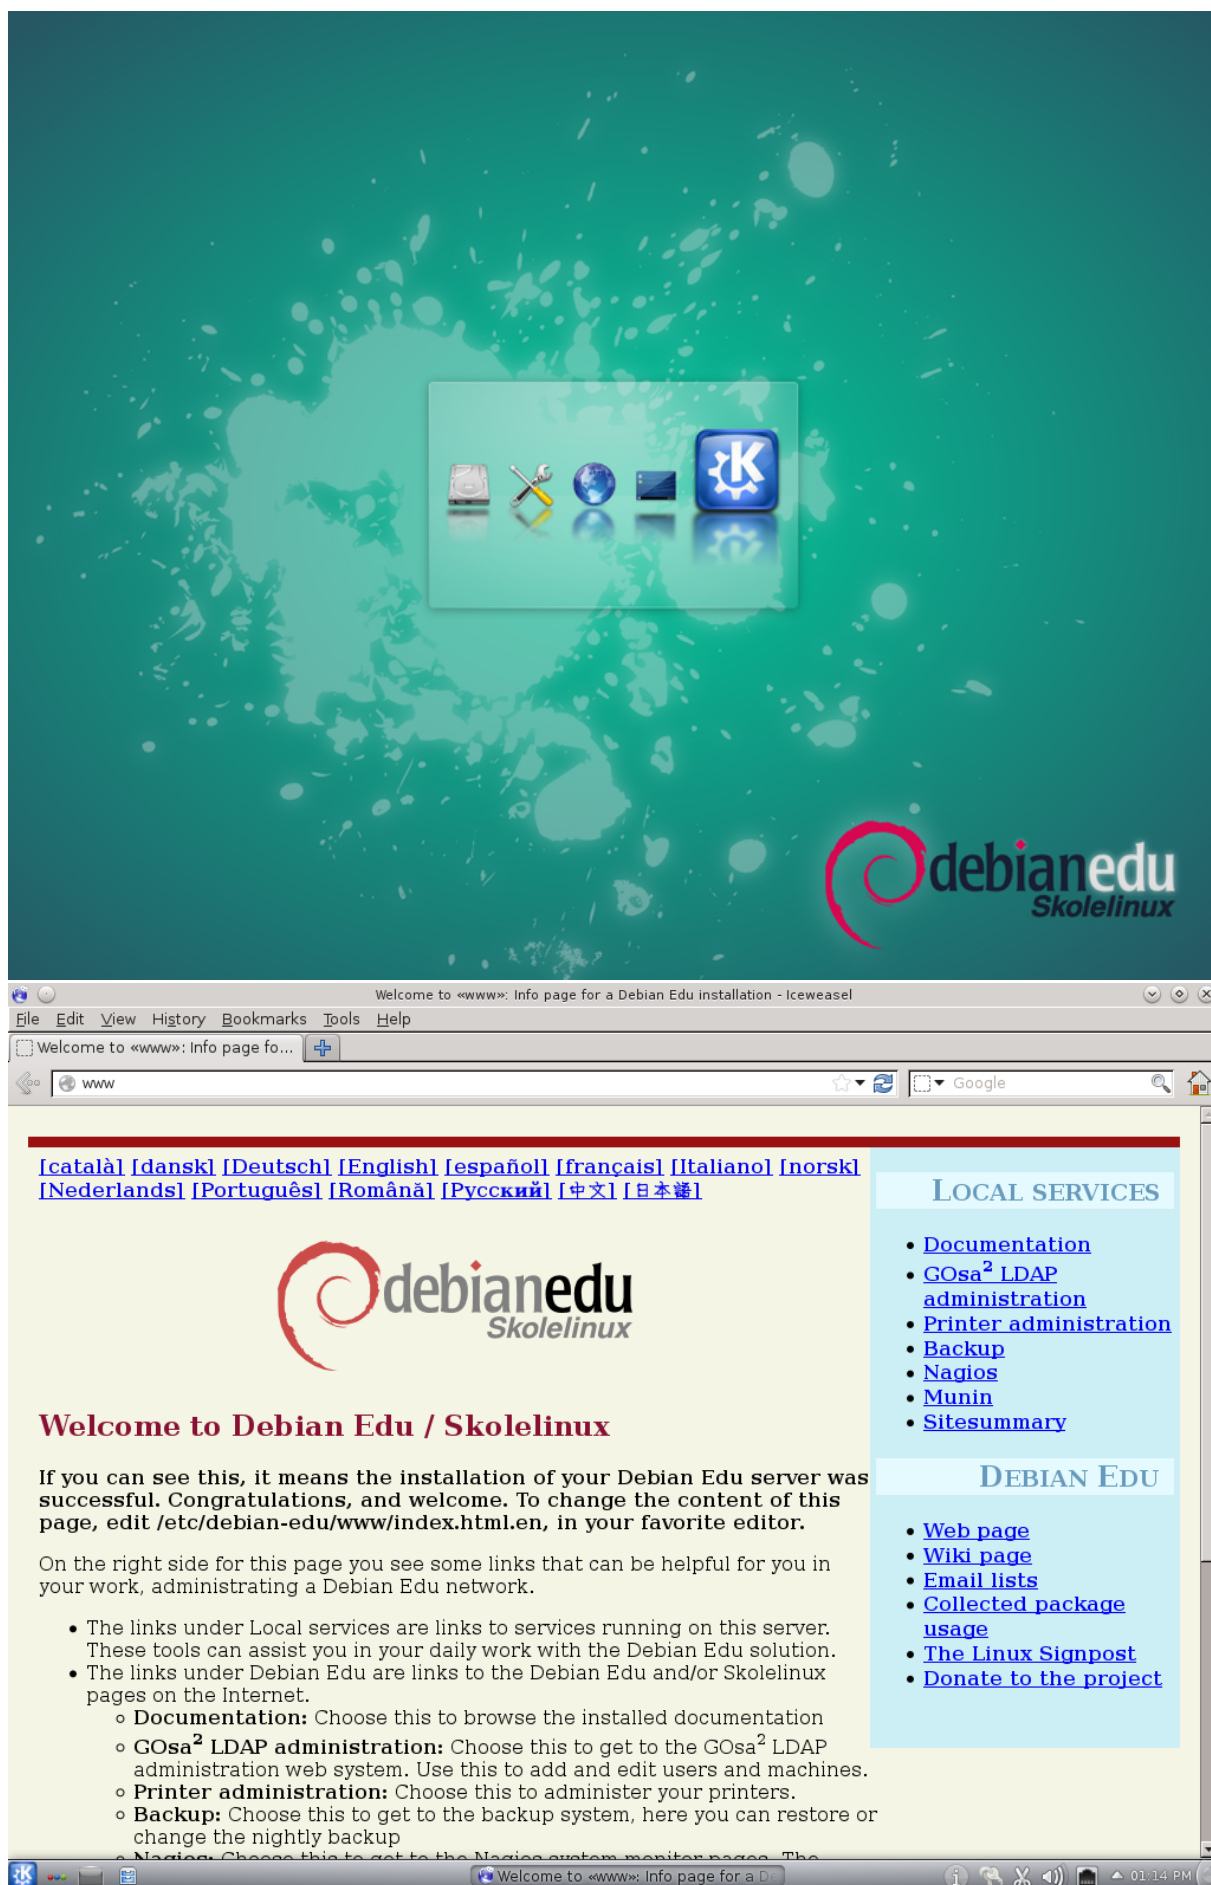 debianedu
Skolelinux
Welcome to «www»: Info page for a Debian Edu installation - Iceweasel
File Edit View History Bookmarks Tools Help
Welcome to «www»: Info page fo...
www
Google
[català] [dansk] [Deutsch] [English] [español] [français] [Italiano] [norsk]
[Nederlands] [Português] [Română] [Русский] [中文] [日本語]
debianedu
Skolelinux
Welcome to Debian Edu / Skolelinux
If you can see this, it means the installation of your Debian Edu server was
successful. Congratulations, and welcome. To change the content of this
page, edit /etc/debian-edu/www/index.html.en, in your favorite editor.
On the right side for this page you see some links that can be helpful for you in
your work, administrating a Debian Edu network.
• The links under Local services are links to services running on this server.
These tools can assist you in your daily work with the Debian Edu solution.
• The links under Debian Edu are links to the Debian Edu and/or Skolelinux
pages on the Internet.
◦ Documentation: Choose this to browse the installed documentation
◦ GOsa² LDAP administration: Choose this to get to the GOsa² LDAP
administration web system. Use this to add and edit users and machines.
◦ Printer administration: Choose this to administer your printers.
◦ Backup: Choose this to get to the backup system, here you can restore or
change the nightly backup
◦ Nagios: Choose this to get to the Nagios system monitor pages. The
LOCAL SERVICES
• Documentation
• GOsa² LDAP
administration
• Printer administration
• Backup
• Nagios
• Munin
• Sitesummary
DEBIAN EDU
• Web page
• Wiki page
• Email lists
• Collected package
usage
• The Linux Signpost
• Donate to the project
Welcome to «www»: Info page for a D
01:14 PM